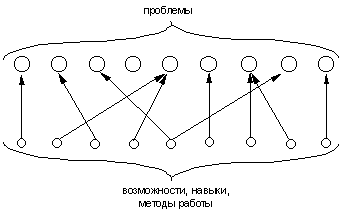 проблемы
возможности, навыки,
методы работы